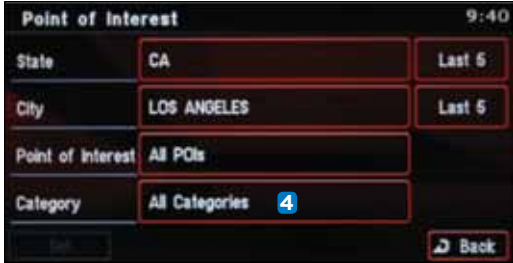 Point of Interest 9:40
State CA Last 5
City LOS ANGELES Last 5
Point of Interest All POIs
Category All Categories 4
Back